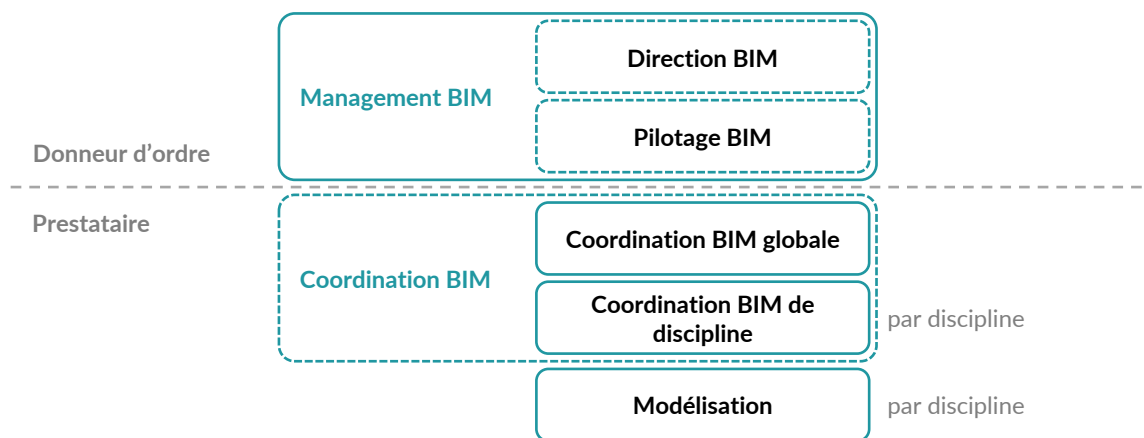 Direction BIM
Management BIM
Pilotage BIM
Donneur d’ordre
Prestataire
Coordination BIM globale
Coordination BIM
Coordination BIM de
discipline
par discipline
Modélisation
par discipline